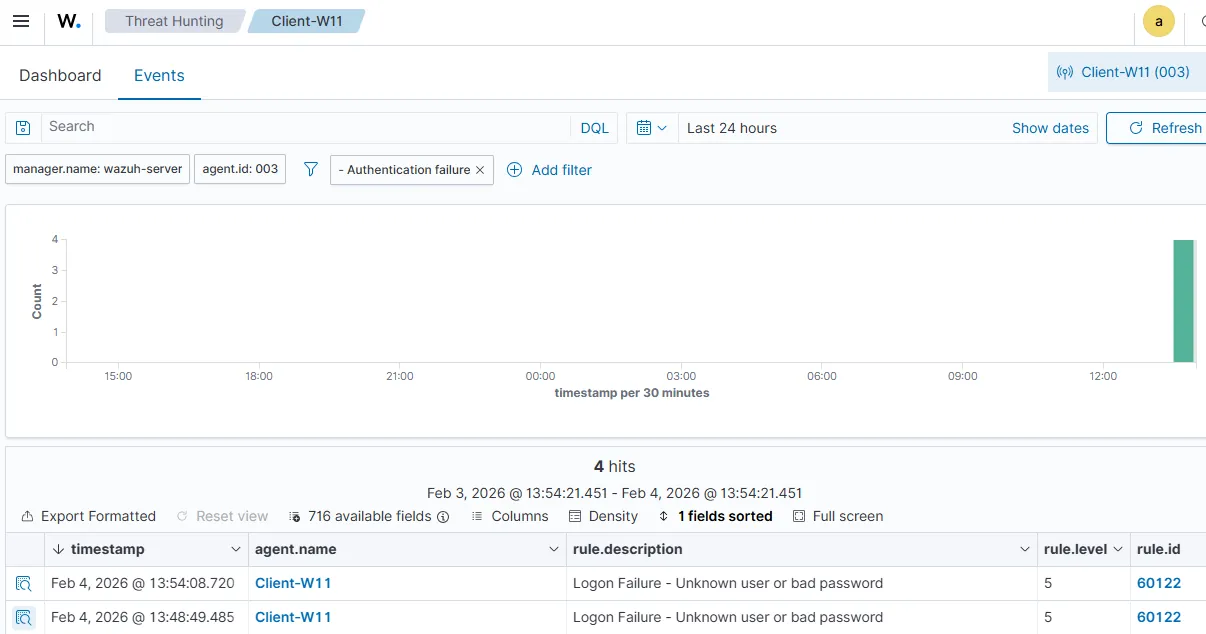 W. Threat Hunting Client-W11 a
Dashboard Events Client-W11 (003)
Search DQL Last 24 hours Show dates Refresh
manager.name: wazuh-server agent.id: 003 - Authentication failure × Add filter
4
3
2
1
0
Count
15:00 18:00 21:00 00:00 03:00 06:00 09:00 12:00
timestamp per 30 minutes
4 hits
Feb 3, 2026 @ 13:54:21.451 - Feb 4, 2026 @ 13:54:21.451
Export Formatted Reset view 716 available fields Columns Density 1 fields sorted Full screen
timestamp agent.name rule.description rule.level rule.id
Feb 4, 2026 @ 13:54:08.720 Client-W11 Logon Failure - Unknown user or bad password 5 60122
Feb 4, 2026 @ 13:48:49.485 Client-W11 Logon Failure - Unknown user or bad password 5 60122